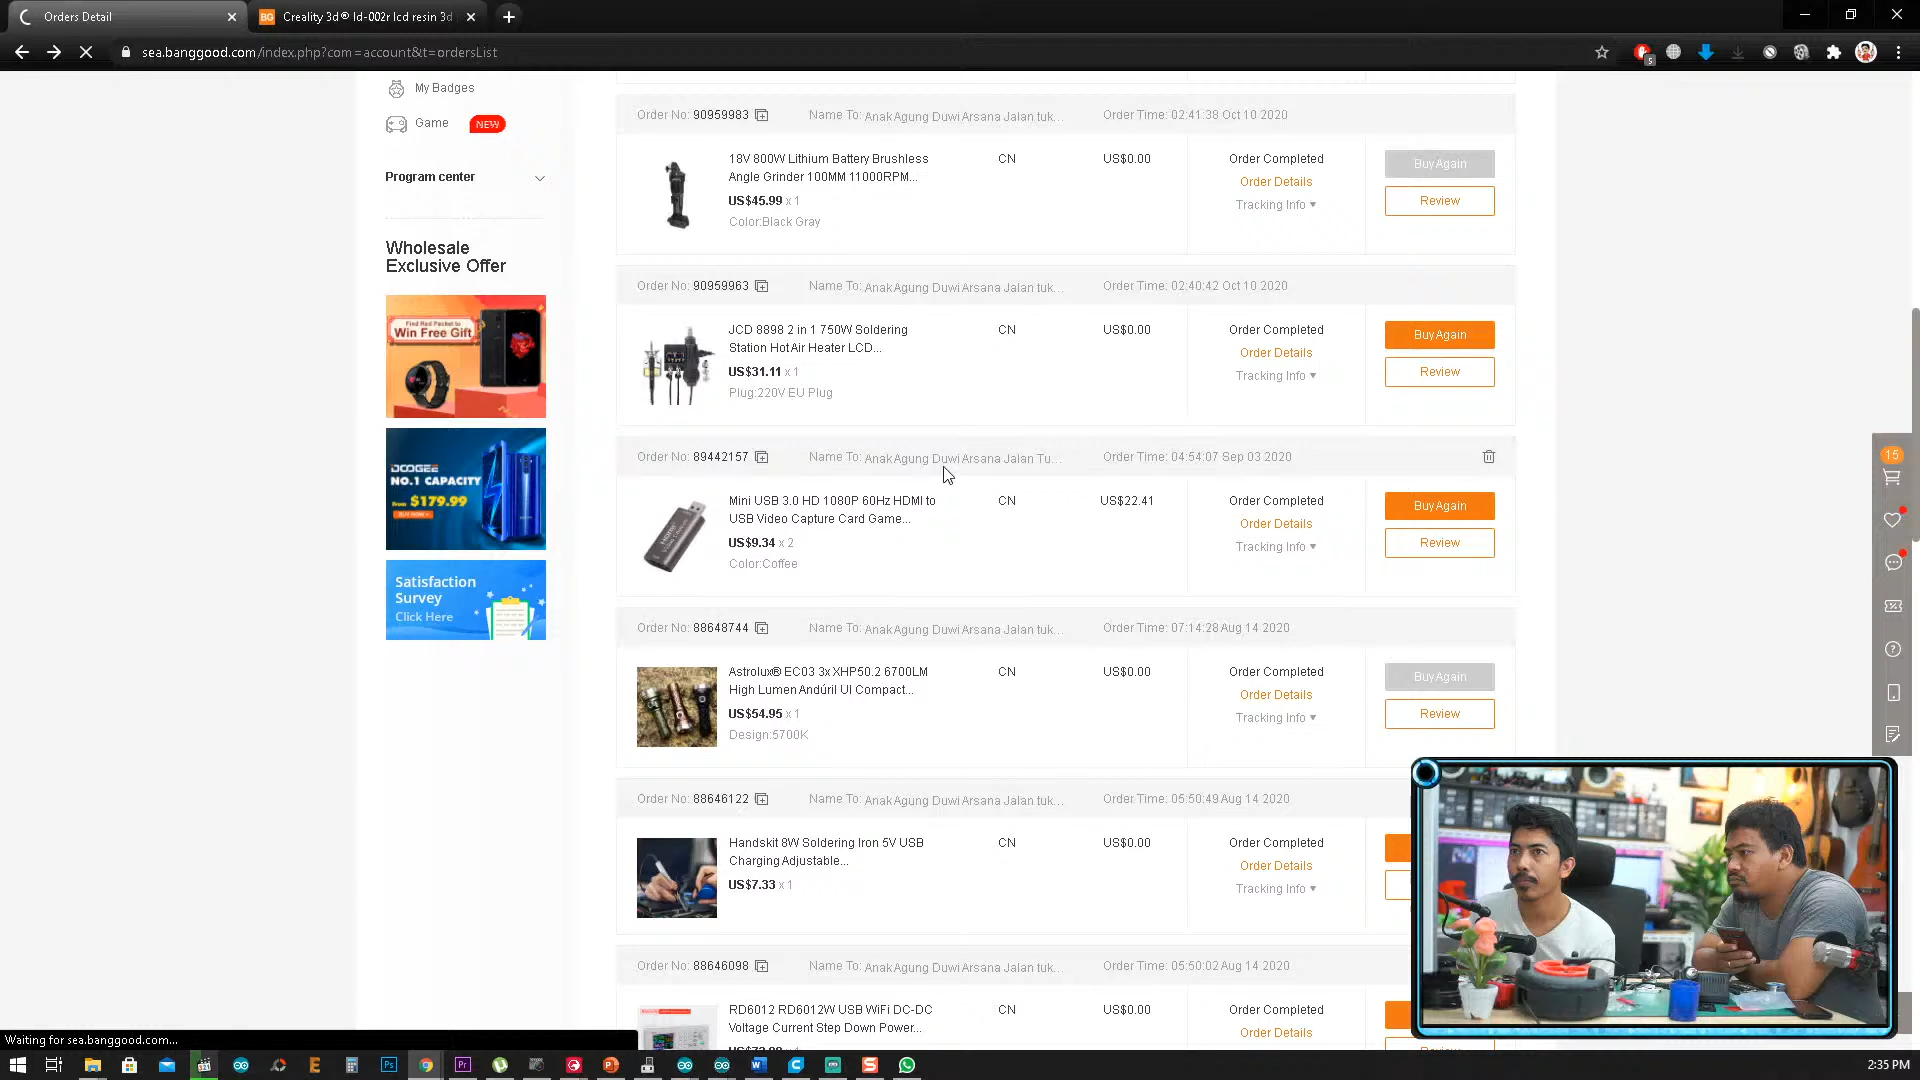 Orders Detail
Creality 3d® ld-002r lcd resin 3d
sea.banggood.com/index.php?com=account&t=ordersList
5
My Badges
Game NEW
Program center
Wholesale
Exclusive Offer
Find Red Packet to
Win Free Gift
DOOGEE
NO.1 CAPACITY
from $179.99
BUY NOW
Satisfaction
Survey
Click Here
Order No: 90959983 Name To: Anak Agung Duwi Arsana Jalan tuk... Order Time: 02:41:38 Oct 10 2020
18V 800W Lithium Battery Brushless
Angle Grinder 100MM 11000RPM...
US$45.99 x 1
Color:Black Gray
CN
US$0.00
Order Completed
Order Details
Tracking Info
Buy Again
Review
Order No: 90959963 Name To: Anak Agung Duwi Arsana Jalan tuk... Order Time: 02:40:42 Oct 10 2020
JCD 8898 2 in 1 750W Soldering
Station Hot Air Heater LCD...
US$31.11 x 1
Plug:220V EU Plug
CN
US$0.00
Order Completed
Order Details
Tracking Info
Buy Again
Review
Order No: 89442157 Name To: Anak Agung Duwi Arsana Jalan Tu... Order Time: 04:54:07 Sep 03 2020
Mini USB 3.0 HD 1080P 60Hz HDMI to
USB Video Capture Card Game...
US$9.34 x 2
Color:Coffee
CN
US$22.41
Order Completed
Order Details
Tracking Info
Buy Again
Review
Order No: 88648744 Name To: Anak Agung Duwi Arsana Jalan tuk... Order Time: 07:14:28 Aug 14 2020
Astrolux® EC03 3x XHP50.2 6700LM
High Lumen Andúril UI Compact...
US$54.95 x 1
Design:5700K
CN
US$0.00
Order Completed
Order Details
Tracking Info
Buy Again
Review
Order No: 88646122 Name To: Anak Agung Duwi Arsana Jalan tuk... Order Time: 05:50:49 Aug 14 2020
Handskit 8W Soldering Iron 5V USB
Charging Adjustable...
US$7.33 x 1
CN
US$0.00
Order Completed
Order Details
Tracking Info
Order No: 88646098 Name To: Anak Agung Duwi Arsana Jalan tuk... Order Time: 05:50:02 Aug 14 2020
RD6012 RD6012W USB WiFi DC-DC
Voltage Current Step Down Power...
CN
US$0.00
Order Completed
Order Details
15
Waiting for sea.banggood.com...
2:35 PM